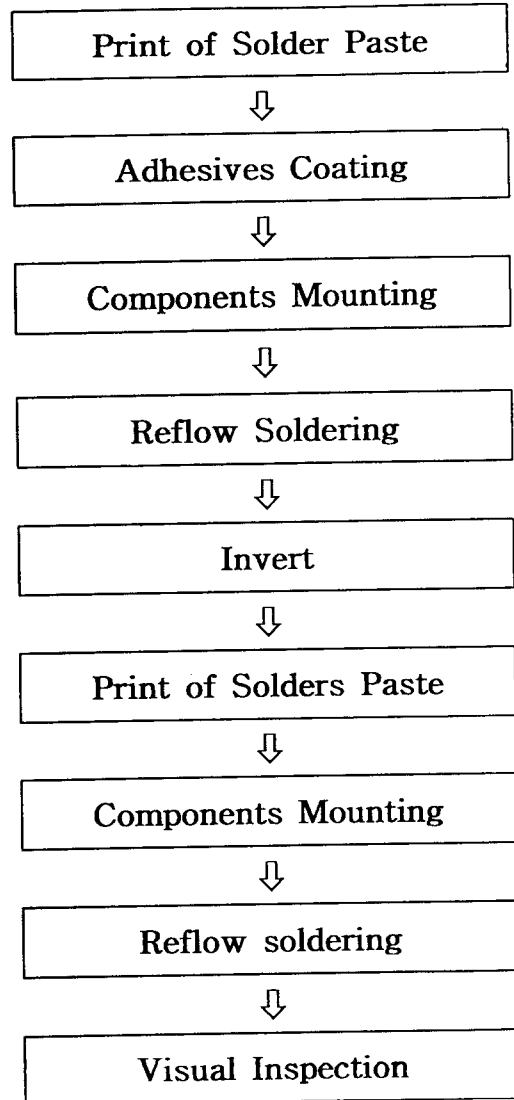 Print of Solder Paste
Adhesives Coating
Components Mounting
Reflow Soldering
Invert
Print of Solders Paste
Components Mounting
Reflow soldering
Visual Inspection